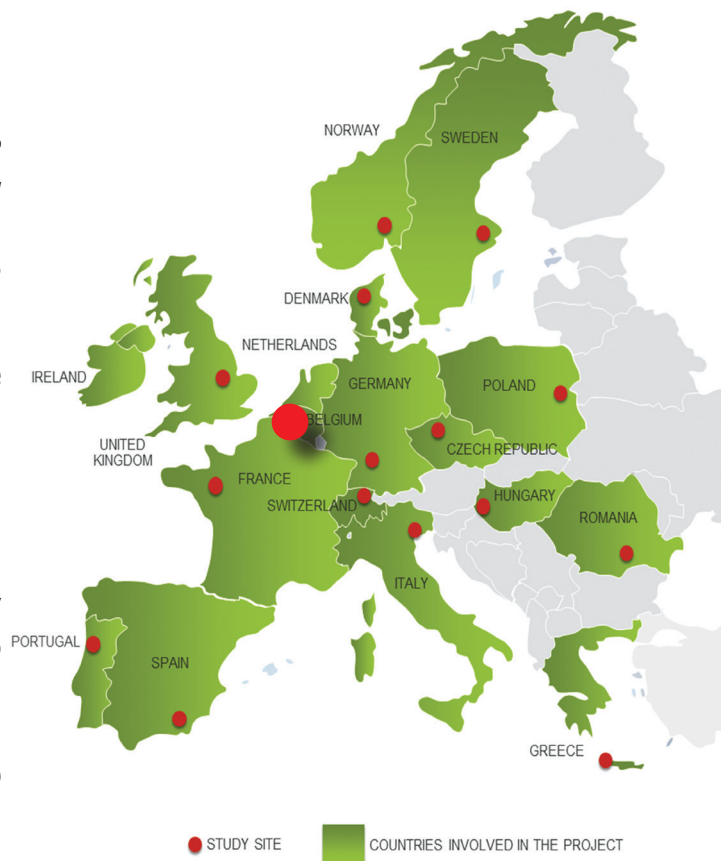 NORWAY
SWEDEN
DENMARK
NETHERLANDS
IRELAND
GERMANY
POLAND
BELGIUM
UNITED
KINGDOM
CZECH REPUBLIC
FRANCE
SWITZERLAND
HUNGARY
ROMANIA
ITALY
PORTUGAL
SPAIN
GREECE
STUDY SITE
COUNTRIES INVOLVED IN THE PROJECT